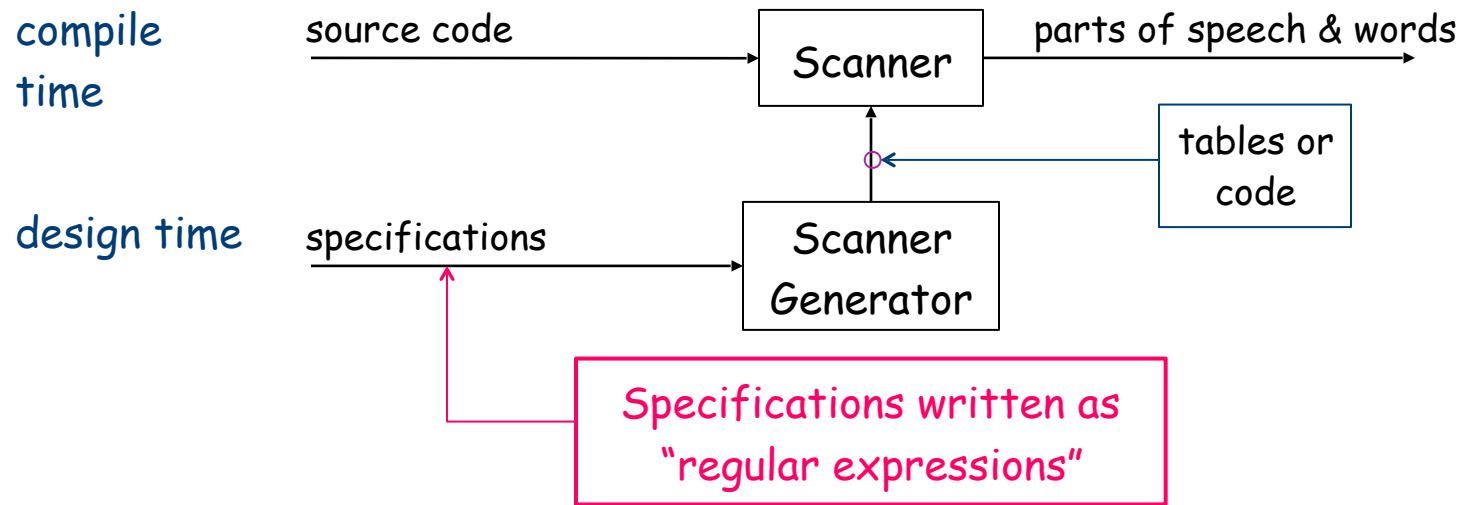 compile
time
source code
Scanner
parts of speech & words
tables or
code
design time
specifications
Scanner
Generator
Specifications written as
“regular expressions”